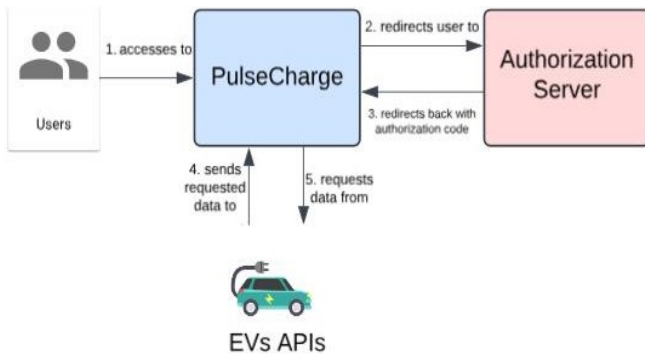 1. accesses to
Users
PulseCharge
2. redirects user to
3. redirects back with
authorization code
Authorization
Server
4. sends
requested
data to
5. requests
data from
EVs APIs